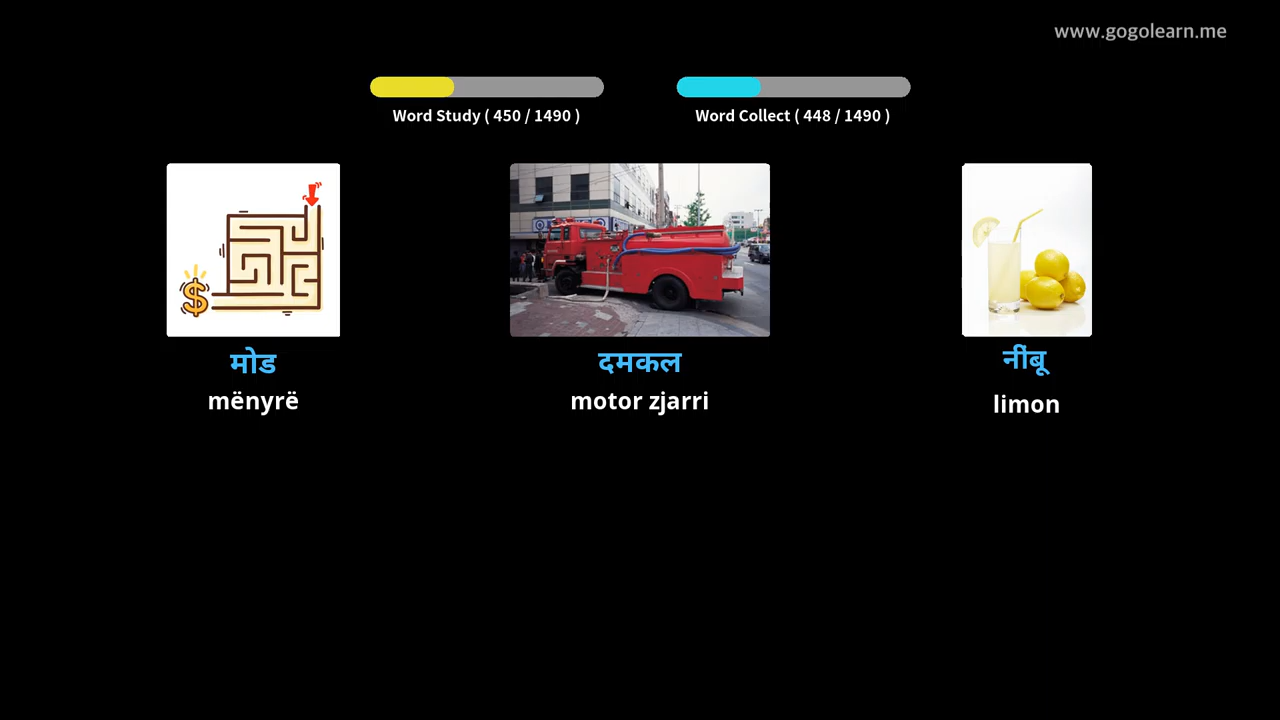 www.gogolearn.me
Word Study ( 450 / 1490 )
Word Collect ( 448 / 1490 )
मोड
दमकल
नींबू
mënyrë
motor zjarri
limon